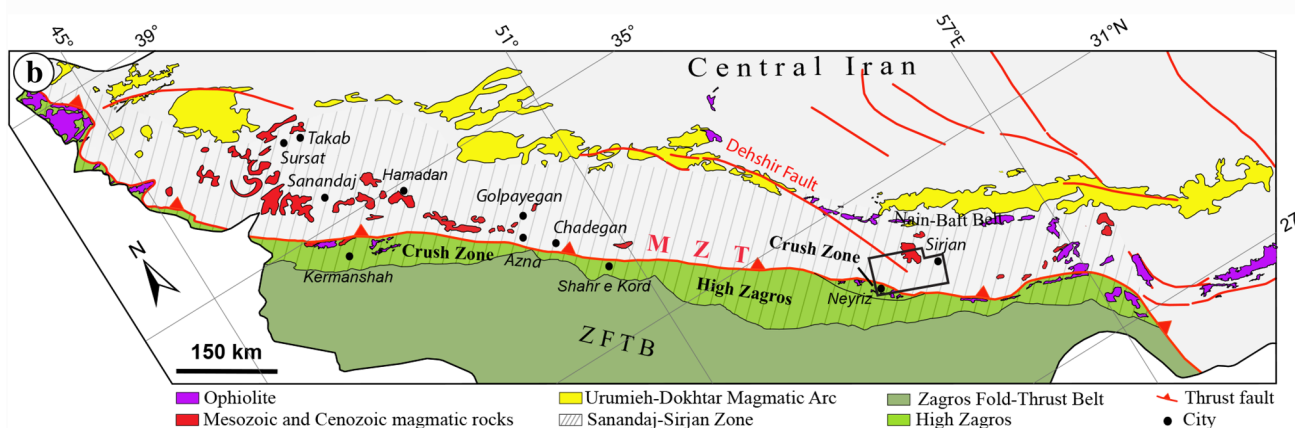 45°
39°
51°
35°
57°E
31°N
b
Central Iran
Takab
Sursat
Sanandaj
Hamadan
Dehshir Fault
Golpayegan
Nain-Baft Belt
27
Chadegan
M Z T
Crush Zone
Sirjan
N
Crush Zone
Azna
Kermanshah
Shahr e Kord
High Zagros
Neyriz
Z F T B
150 km
Ophiolite
Urumieh-Dokhtar Magmatic Arc
Zagros Fold-Thrust Belt
Thrust fault
Mesozoic and Cenozoic magmatic rocks
Sanandaj-Sirjan Zone
High Zagros
City